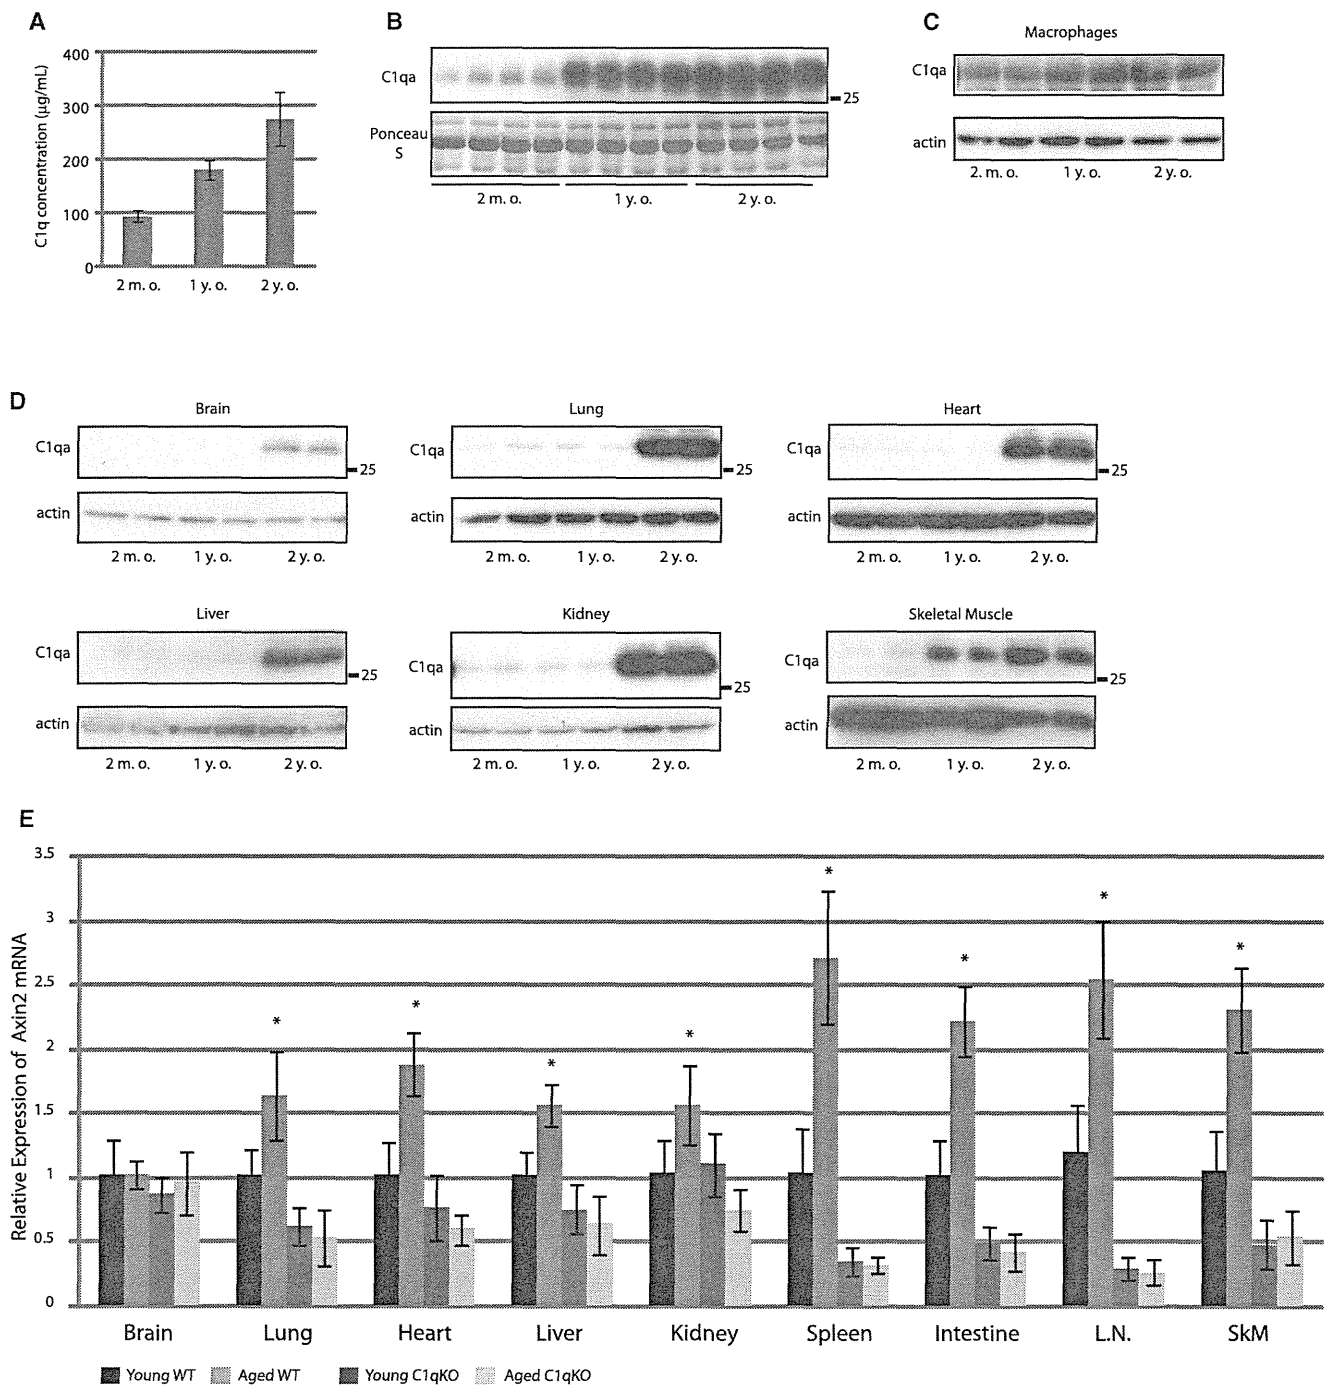 A
400
300
200
100
0
C1q concentration (µg/mL)
2 m. o. 1 y. o. 2 y. o.
B
C1qa
25
Ponceau
S
2 m. o. 1 y. o. 2 y. o.
C
Macrophages
C1qa
actin
2. m. o. 1 y. o. 2 y. o.
D
Brain
C1qa
25
actin
2 m. o. 1 y. o. 2 y. o.
Lung
C1qa
25
actin
2 m. o. 1 y. o. 2 y. o.
Heart
C1qa
25
actin
2 m. o. 1 y. o. 2 y. o.
Liver
C1qa
25
actin
2 m. o. 1 y. o. 2 y. o.
Kidney
C1qa
25
actin
2 m. o. 1 y. o. 2 y. o.
Skeletal Muscle
C1qa
25
actin
2 m. o. 1 y. o. 2 y. o.
E
Relative Expression of Axin2 mRNA
3.5
3
2.5
2
1.5
1
0.5
0
* * * * * * * *
Brain Lung Heart Liver Kidney Spleen Intestine L.N. SkM
Young WT Aged WT Young C1qKO Aged C1qKO